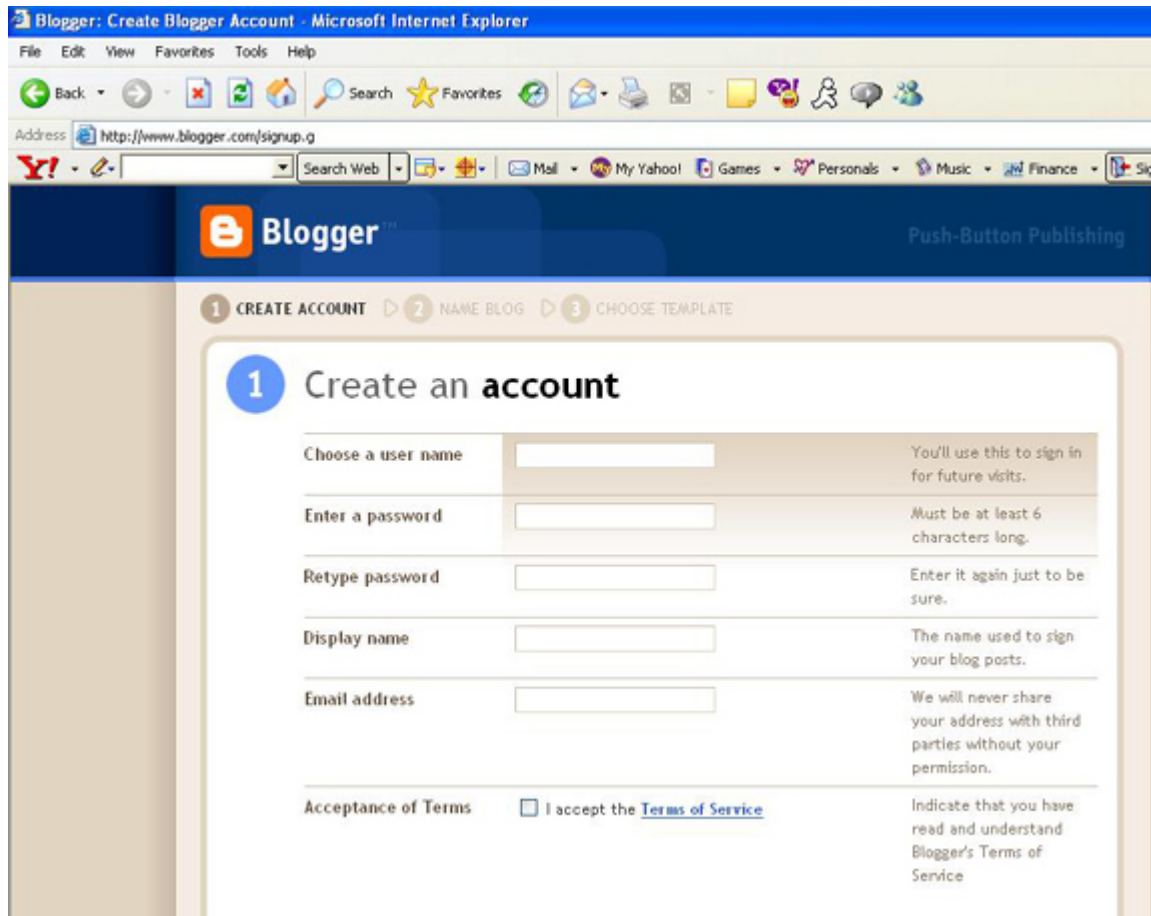 Blogger: Create Blogger Account - Microsoft Internet Explorer
File Edit View Favorites Tools Help
Back Search Favorites
Address http://www.blogger.com/signup.g
Y! Search Web Mail My Yahoo! Games Personals Music Finance
Blogger™ Push-Button Publishing
1 CREATE ACCOUNT 2 NAME BLOG 3 CHOOSE TEMPLATE
1 Create an account
Choose a user name You'll use this to sign in
for future visits.
Enter a password Must be at least 6
characters long.
Retype password Enter it again just to be
sure.
Display name The name used to sign
your blog posts.
Email address We will never share
your address with third
parties without your
permission.
Acceptance of Terms I accept the Terms of Service Indicate that you have
read and understand
Blogger's Terms of
Service